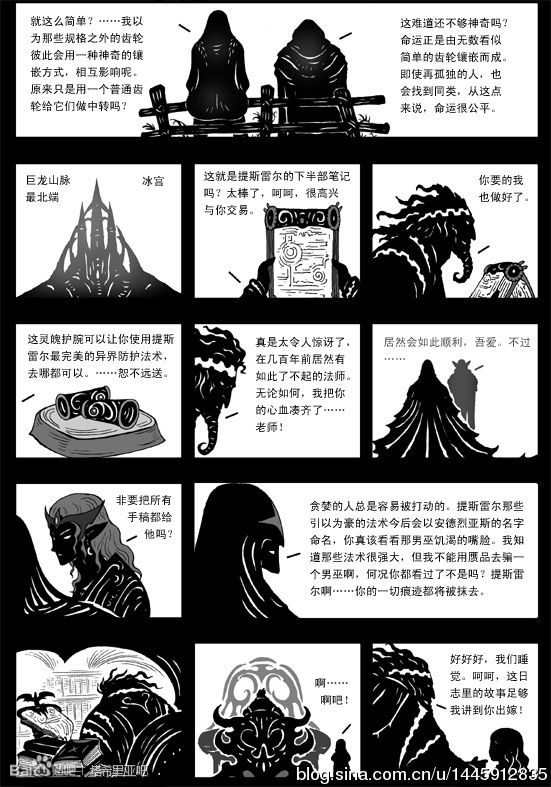 就这么简单？……我以
为那些规格之外的齿轮
彼此会用一种神奇的镶
嵌方式，相互影响呢。
原来只是用一个普通齿
轮给它们做中转吗？
这难道还不够神奇吗？
命运正是由无数看似
简单的齿轮镶嵌而成。
即使再孤独的人，也
会找到同类，从这点
来说，命运很公平。
巨龙山脉
最北端
冰宫
这就是提斯雷尔的下半部笔记
吗？太棒了，呵呵，很高兴
与你交易。
你要的我
也做好了。
这灵魄护腕可以让你使用提斯
雷尔最完美的异界防护法术，
去哪都可以。……恕不远送。
真是太令人惊讶了，
在几百年前居然有
如此了不起的法师。
无论如何，我把你
的心血凑齐了……
老师！
居然会如此顺利，吾爱。不过
……
非要把所有
手稿都给
他吗？
贪婪的人总是容易被打动的。提斯雷尔那些
引以为豪的法术今后会以安德烈亚斯的名字
命名，你真该看看那男巫饥渴的嘴脸。我知
道那些法术很强大，但我不能用赝品去骗一
个男巫啊，何况你都看过了不是吗？提斯雷
尔啊……你的一切痕迹都将被抹去。
啊……
啊吧！
好好好，我们睡
觉。呵呵，这日
志里的故事足够
我讲到你出嫁！
Bai贴吧
塔希里亚吧
blog.sina.com.cn/u/1445912835